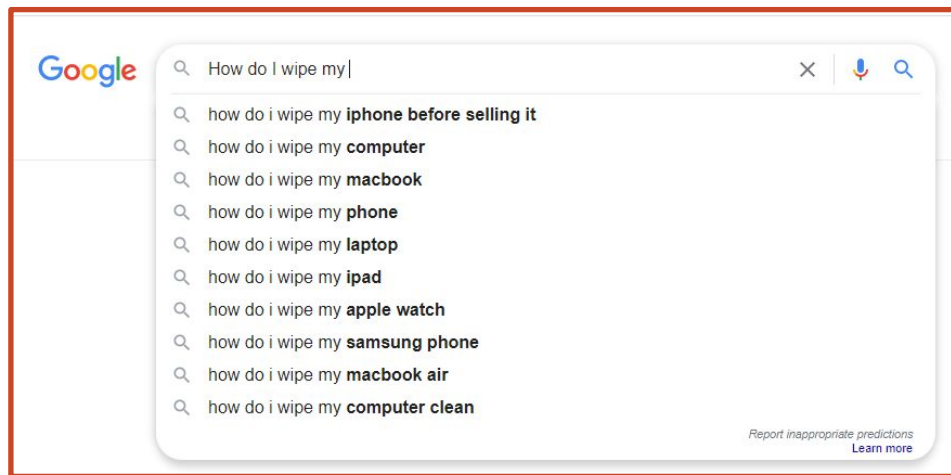 Google
How do I wipe my
how do i wipe my iphone before selling it
how do i wipe my computer
how do i wipe my macbook
how do i wipe my phone
how do i wipe my laptop
how do i wipe my ipad
how do i wipe my apple watch
how do i wipe my samsung phone
how do i wipe my macbook air
how do i wipe my computer clean
Report inappropriate predictions
Learn more